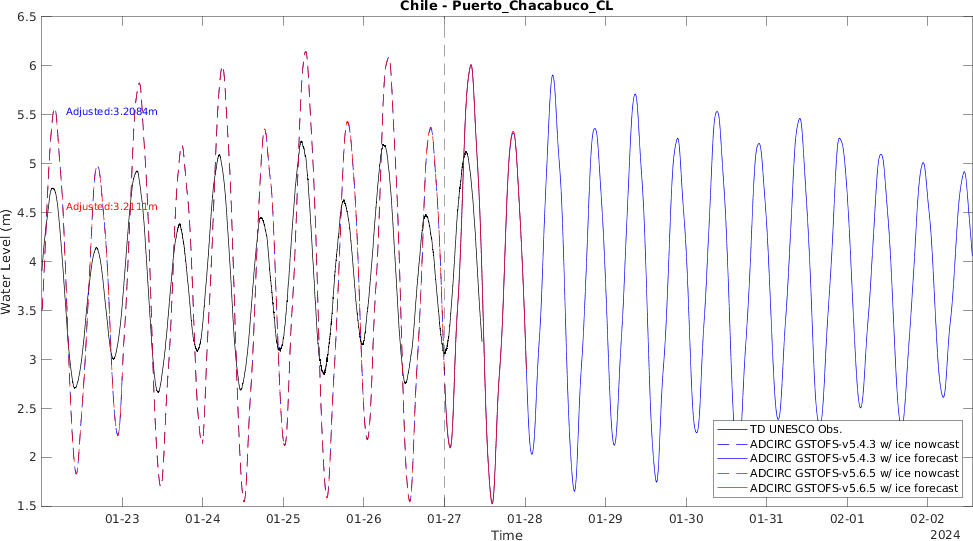 Chile - Puerto_Chacabuco_CL
6.5
6
5.5
5
4.5
4
3.5
3
2.5
2
1.5
Water Level (m)
Adjusted:3.2084m
Adjusted:3.2111m
TD UNESCO Obs.
ADCIRC GSTOFS-v5.4.3 w/ ice nowcast
ADCIRC GSTOFS-v5.4.3 w/ ice forecast
ADCIRC GSTOFS-v5.6.5 w/ ice nowcast
ADCIRC GSTOFS-v5.6.5 w/ ice forecast
01-23 01-24 01-25 01-26 01-27 01-28 01-29 01-30 01-31 02-01 02-02
Time
2024